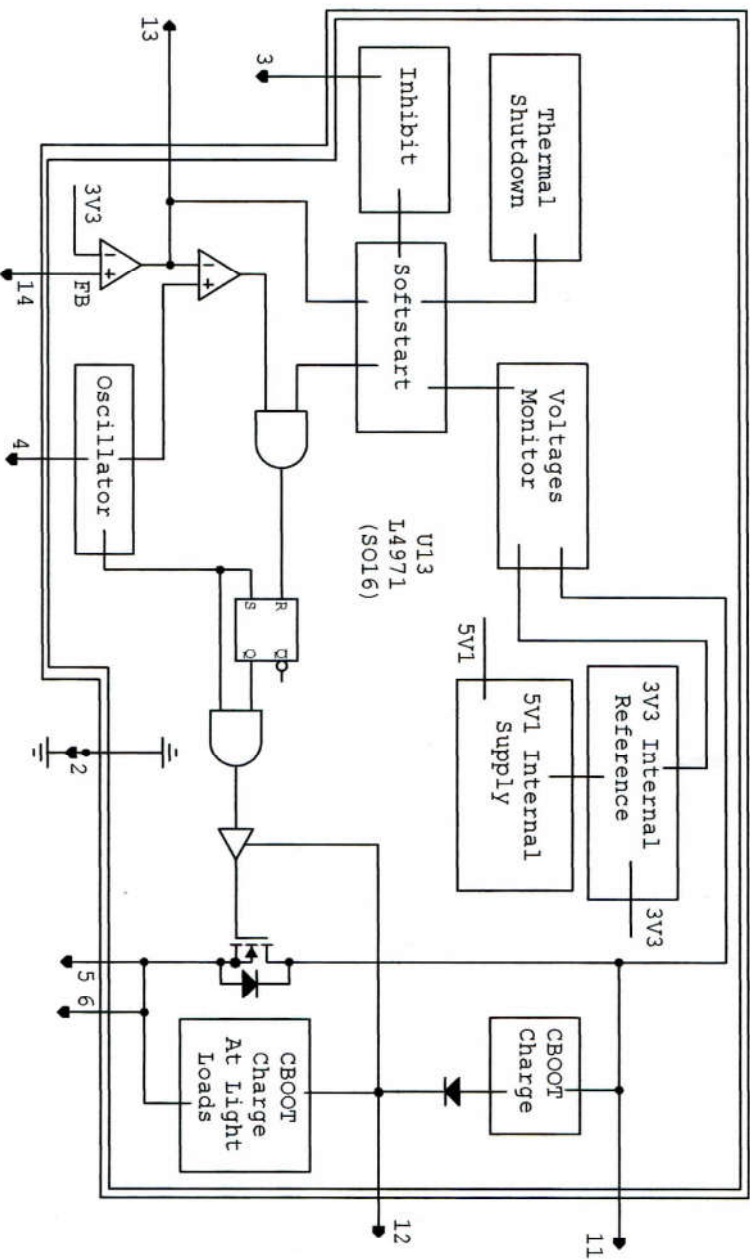 3V3 Internal
Reference
3V3
11
Thermal
Shutdown
Voltages
Monitor
5V1 Internal
Supply
5V1
CBOOT
Charge
Inhibit
Softstart
U13
L4971
(SO16)
12
3
R
Q̅
S
Q
CBOOT
Charge
At Light
Loads
13
3V3
FB
Oscillator
14
4
2
5
6